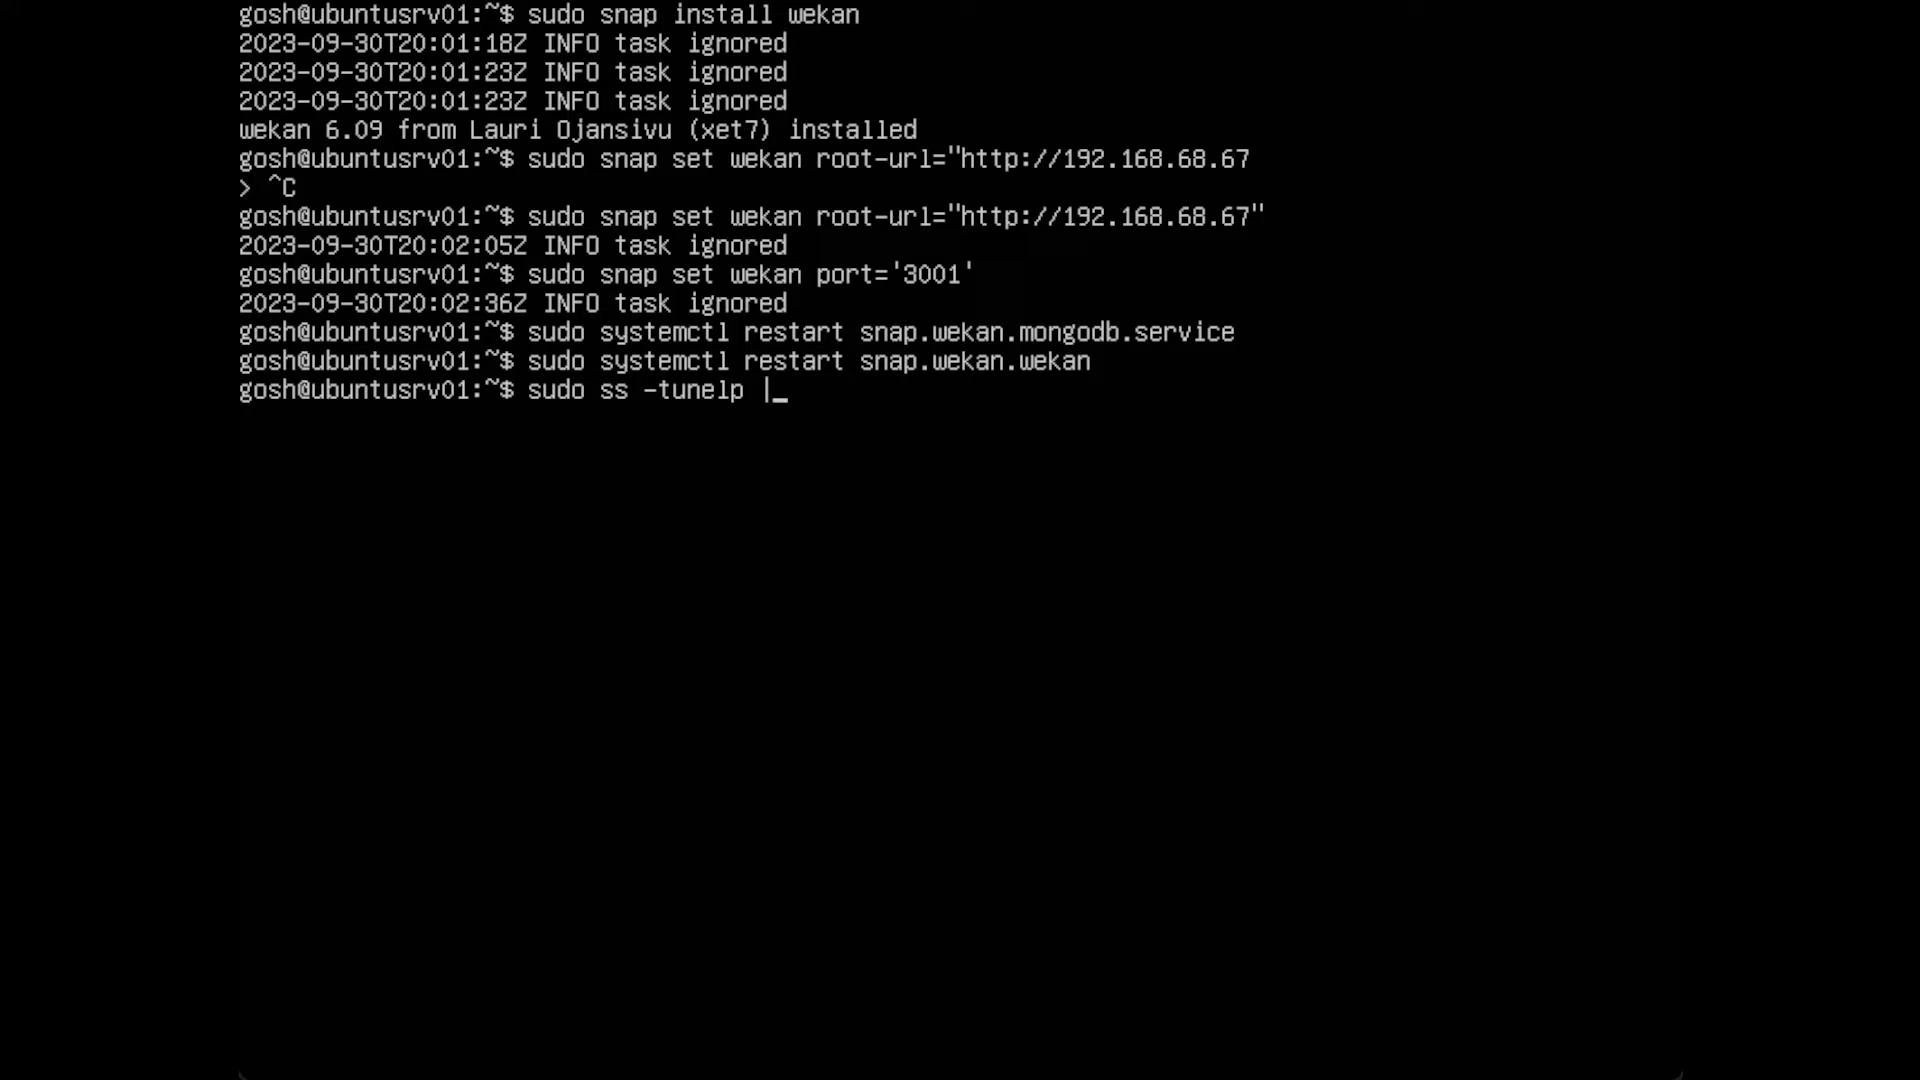 gosh@ubuntusrv01:~$ sudo snap install wekan
2023-09-30T20:01:18Z INFO task ignored
2023-09-30T20:01:23Z INFO task ignored
2023-09-30T20:01:23Z INFO task ignored
wekan 6.09 from Lauri Ojansivu (xet7) installed
gosh@ubuntusrv01:~$ sudo snap set wekan root-url="http://192.168.68.67
> ^C
gosh@ubuntusrv01:~$ sudo snap set wekan root-url="http://192.168.68.67"
2023-09-30T20:02:05Z INFO task ignored
gosh@ubuntusrv01:~$ sudo snap set wekan port='3001'
2023-09-30T20:02:36Z INFO task ignored
gosh@ubuntusrv01:~$ sudo systemctl restart snap.wekan.mongodb.service
gosh@ubuntusrv01:~$ sudo systemctl restart snap.wekan.wekan
gosh@ubuntusrv01:~$ sudo ss -tunelp |_